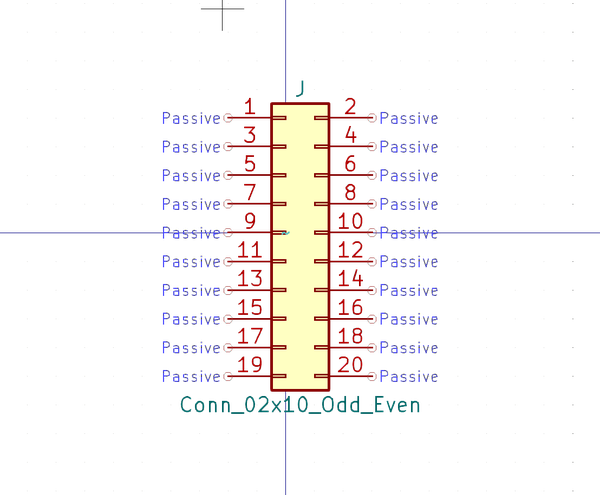 J
Passive 1 2 Passive
Passive 3 4 Passive
Passive 5 6 Passive
Passive 7 8 Passive
Passive 9 10 Passive
Passive 11 12 Passive
Passive 13 14 Passive
Passive 15 16 Passive
Passive 17 18 Passive
Passive 19 20 Passive
Conn_02x10_Odd_Even